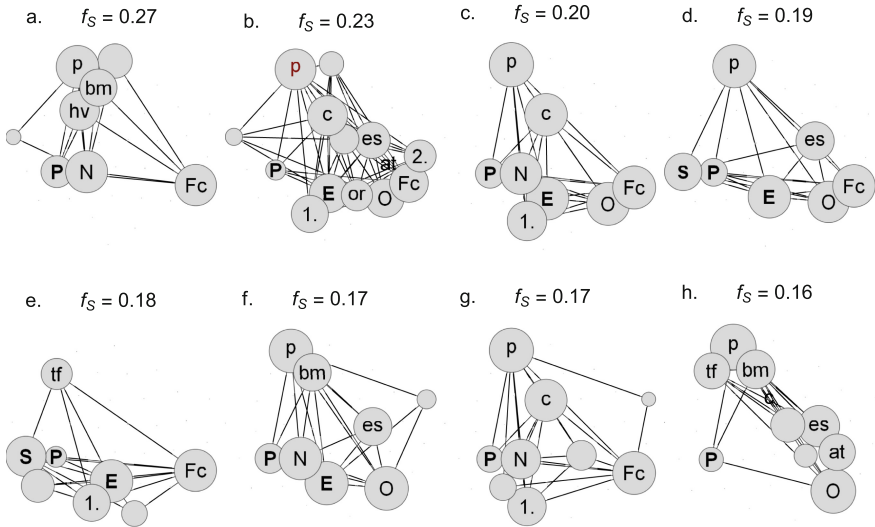 a. fS = 0.27
p
bm
hv
P N
Fc
b. fS = 0.23
p
c
es
at 2.
P
E or O Fc
1.
c. fS = 0.20
p
c
P N
E O Fc
1.
d. fS = 0.19
p
es
S P
E O Fc
e. fS = 0.18
tf
S P
E Fc
1.
f. fS = 0.17
p
bm
es
P N
E O
g. fS = 0.17
p
c
P N
Fc
1.
h. fS = 0.16
p
tf bm
c
es
at
P
O